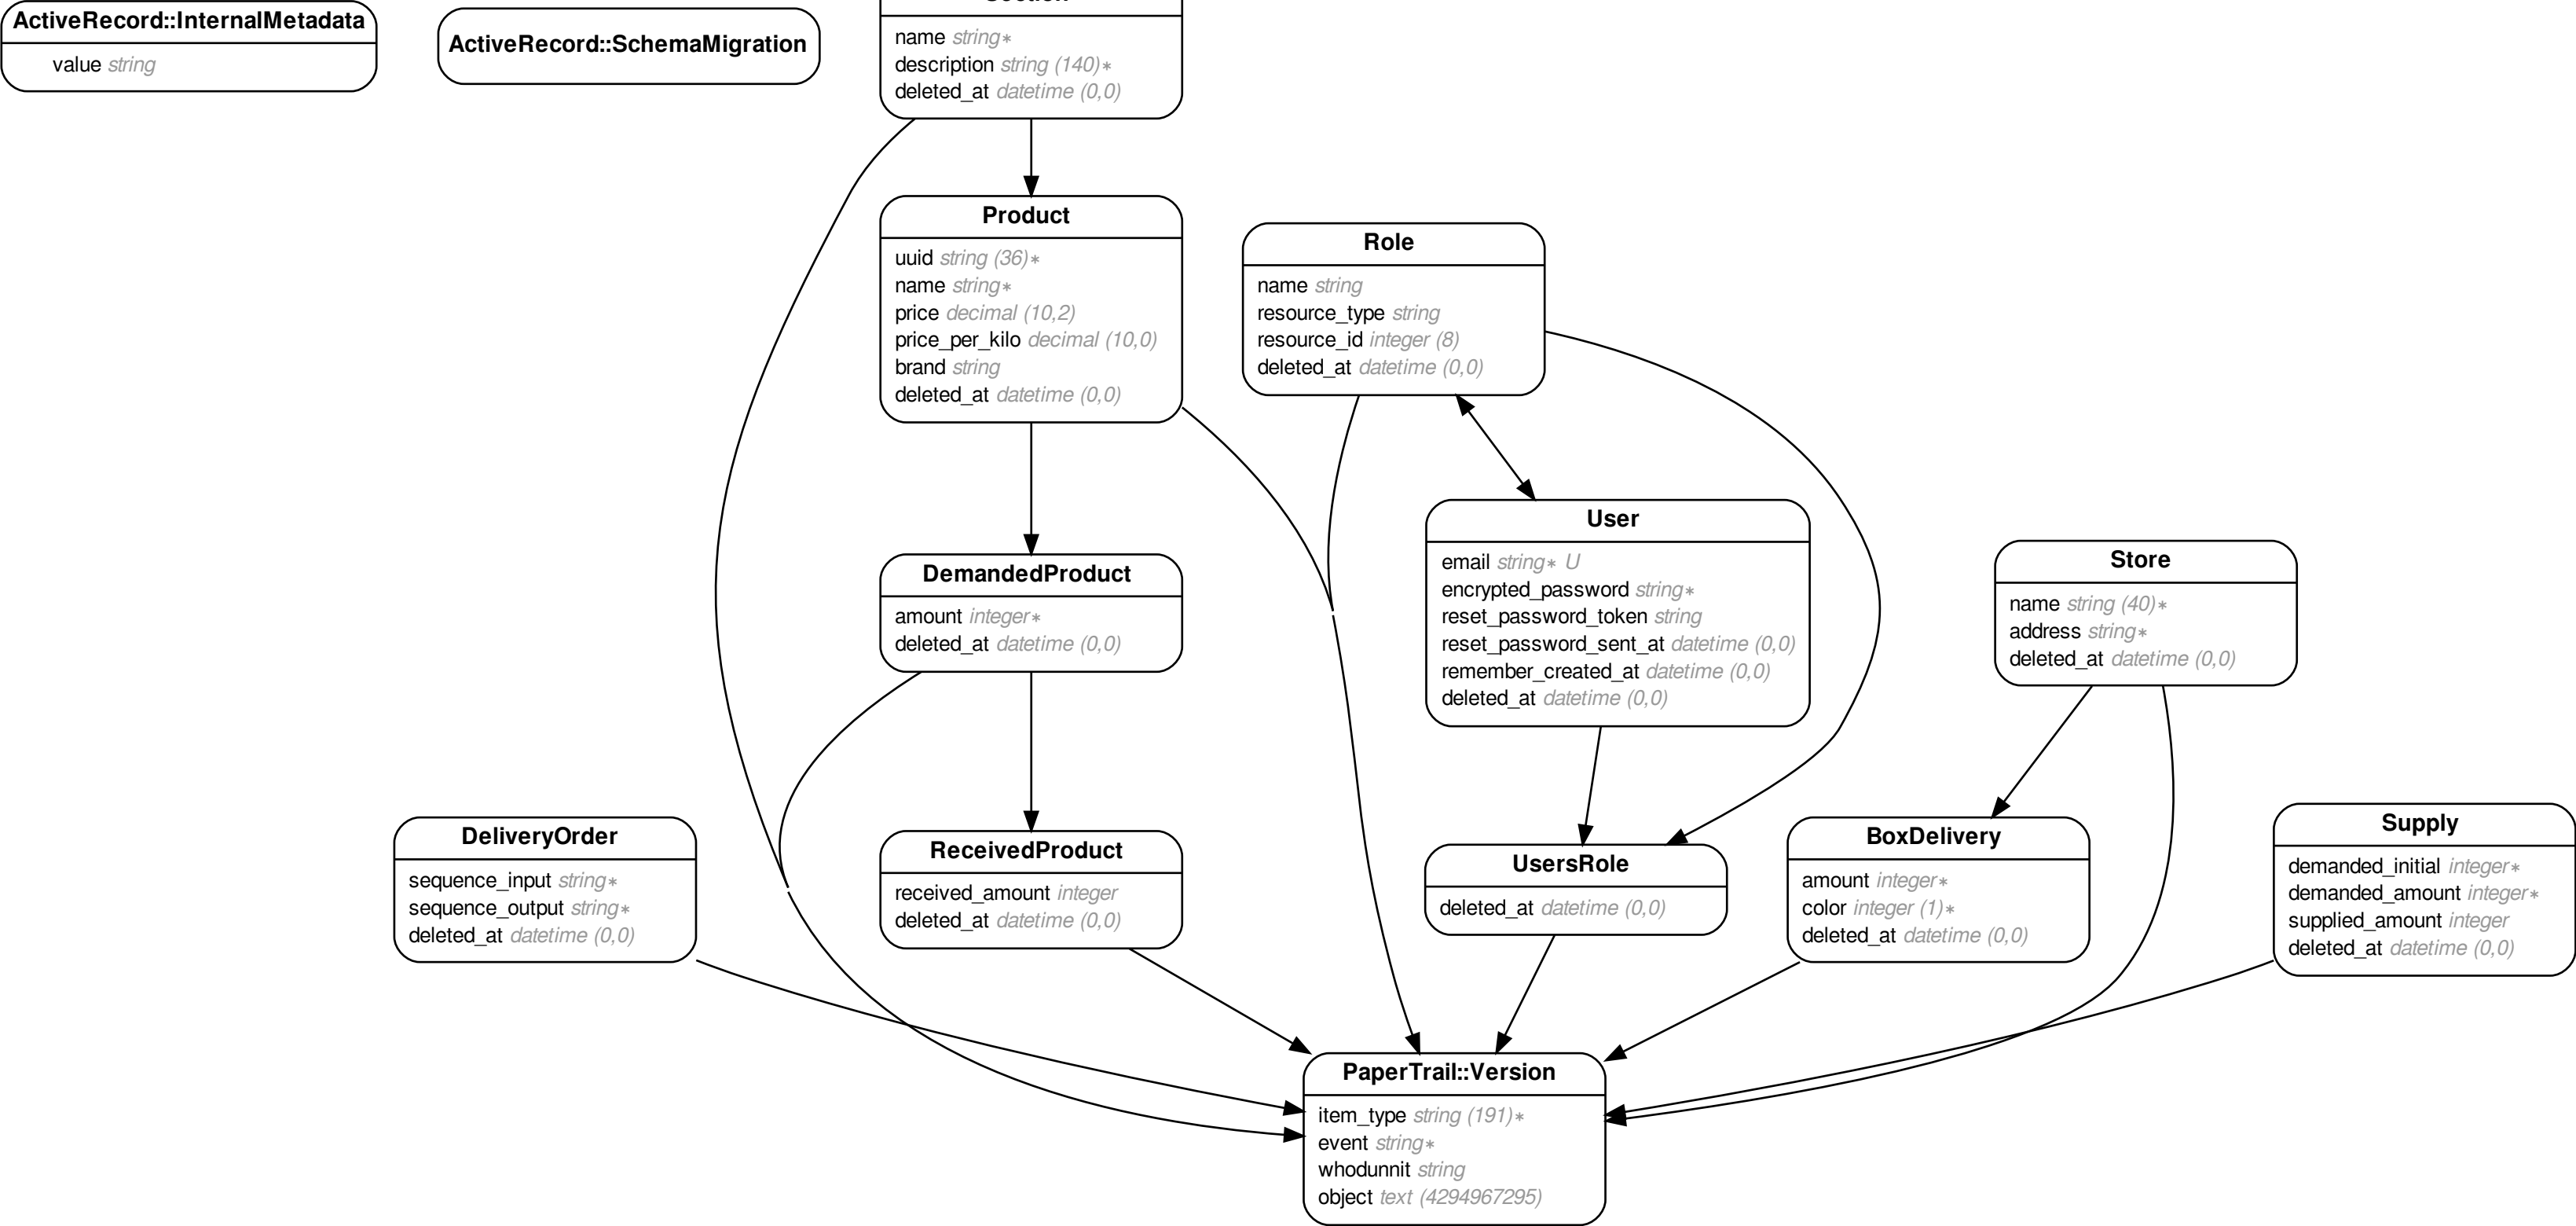 ActiveRecord::InternalMetadata
value string
ActiveRecord::SchemaMigration
name string*
description string (140)*
deleted_at datetime (0,0)
Product
uuid string (36)*
name string*
price decimal (10,2)
price_per_kilo decimal (10,0)
brand string
deleted_at datetime (0,0)
Role
name string
resource_type string
resource_id integer (8)
deleted_at datetime (0,0)
User
email string* U
encrypted_password string*
reset_password_token string
reset_password_sent_at datetime (0,0)
remember_created_at datetime (0,0)
deleted_at datetime (0,0)
DemandedProduct
amount integer*
deleted_at datetime (0,0)
Store
name string (40)*
address string*
deleted_at datetime (0,0)
DeliveryOrder
sequence_input string*
sequence_output string*
deleted_at datetime (0,0)
ReceivedProduct
received_amount integer
deleted_at datetime (0,0)
UsersRole
deleted_at datetime (0,0)
BoxDelivery
amount integer*
color integer (1)*
deleted_at datetime (0,0)
Supply
demanded_initial integer*
demanded_amount integer*
supplied_amount integer
deleted_at datetime (0,0)
PaperTrail::Version
item_type string (191)*
event string*
whodunnit string
object text (4294967295)